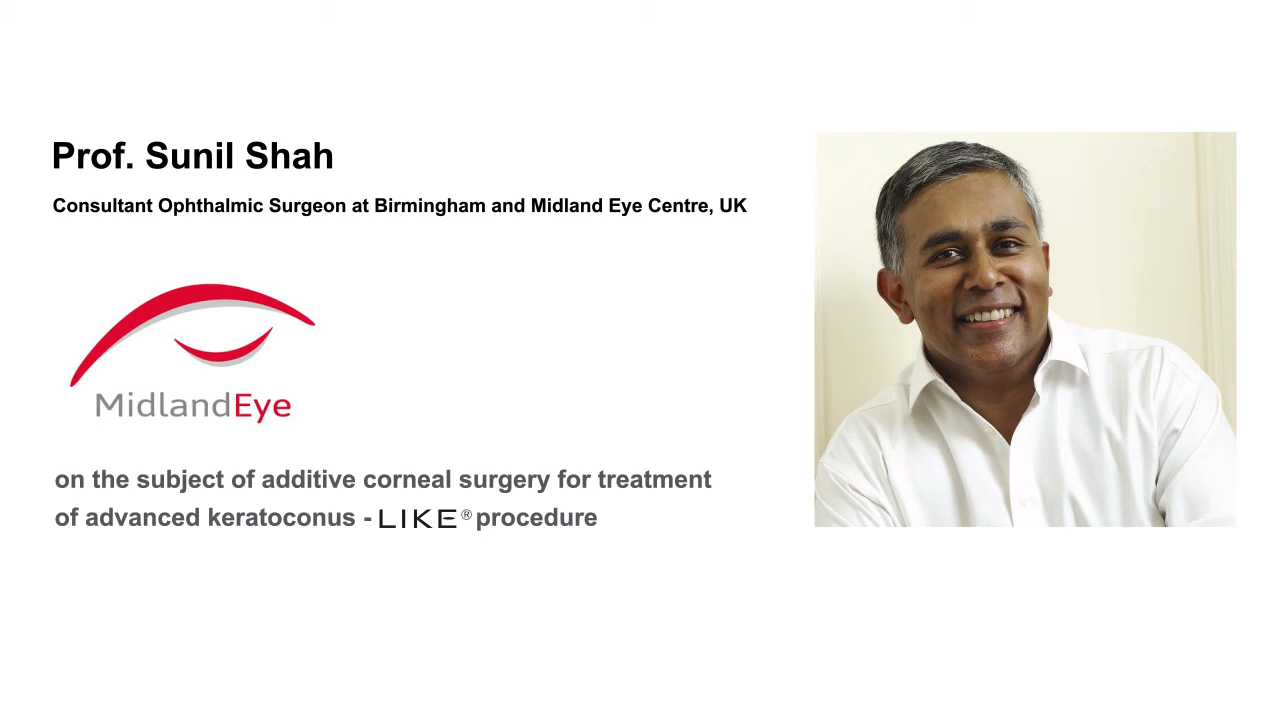 Prof. Sunil Shah
Consultant Ophthalmic Surgeon at Birmingham and Midland Eye Centre, UK
MidlandEye
on the subject of additive corneal surgery for treatment
of advanced keratoconus - LIKE® procedure